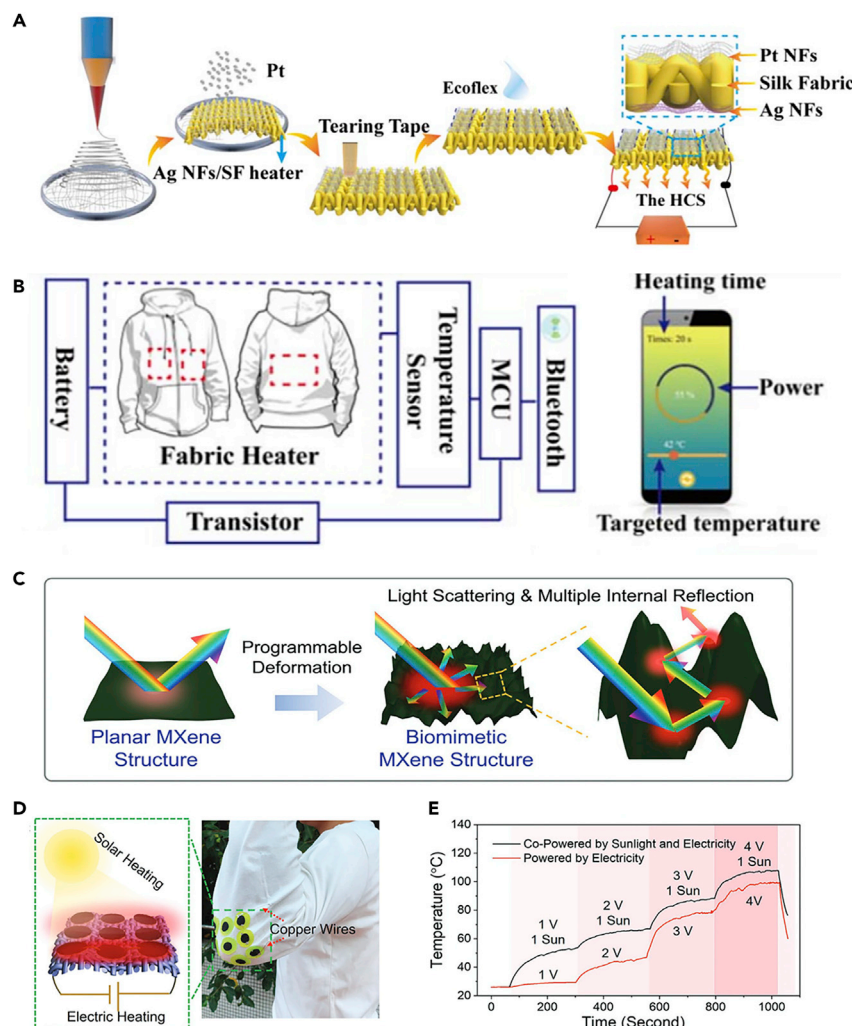 A
Pt
Ag NFs/SF heater
Tearing Tape
Ecoflex
Pt NFs
Silk Fabric
Ag NFs
The HCS
+ -
B
Battery
Fabric Heater
Temperature
Sensor
MCU
Bluetooth
Transistor
Heating time
Times: 20 s
Power
55 %
42 °C
Targeted temperature
C
Light Scattering & Multiple Internal Reflection
Programmable
Deformation
Planar MXene
Structure
Biomimetic
MXene Structure
D
Solar Heating
Electric Heating
Copper Wires
E
Temperature (°C)
140
120
100
80
60
40
20
Co-Powered by Sunlight and Electricity
Powered by Electricity
1 V
1 Sun
2 V
1 Sun
3 V
1 Sun
4 V
1 Sun
1 V
2 V
3 V
4V
0
200
400
600
800
1000
Time (Second)